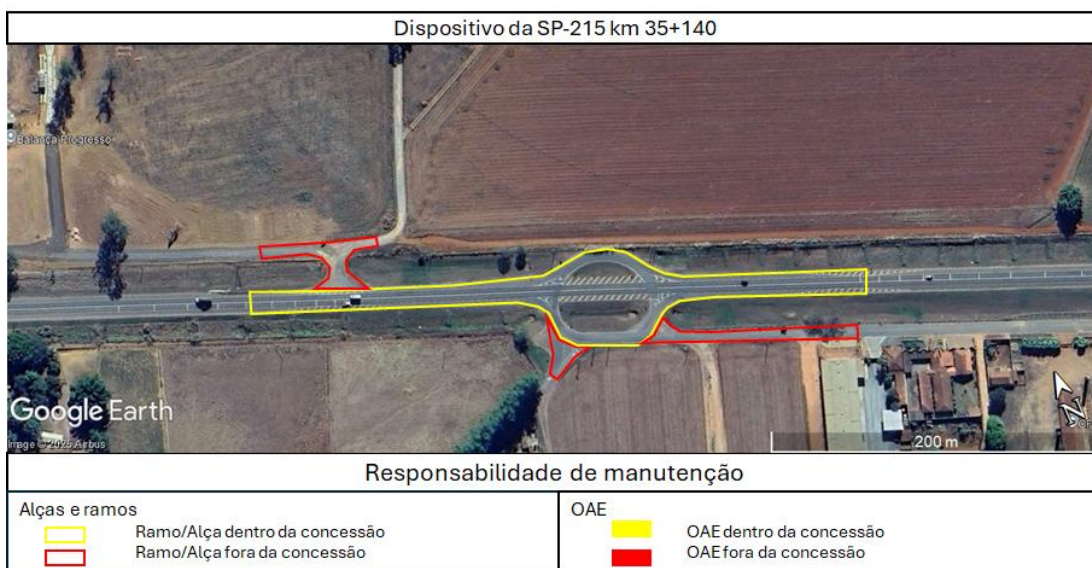 Dispositivo da SP-215 km 35+140
Balança Progresso
Google Earth
Image © 2025 Airbus
N
200 m
Responsabilidade de manutenção
Alças e ramos
Ramo/Alça dentro da concessão
Ramo/Alça fora da concessão
OAE
OAE dentro da concessão
OAE fora da concessão